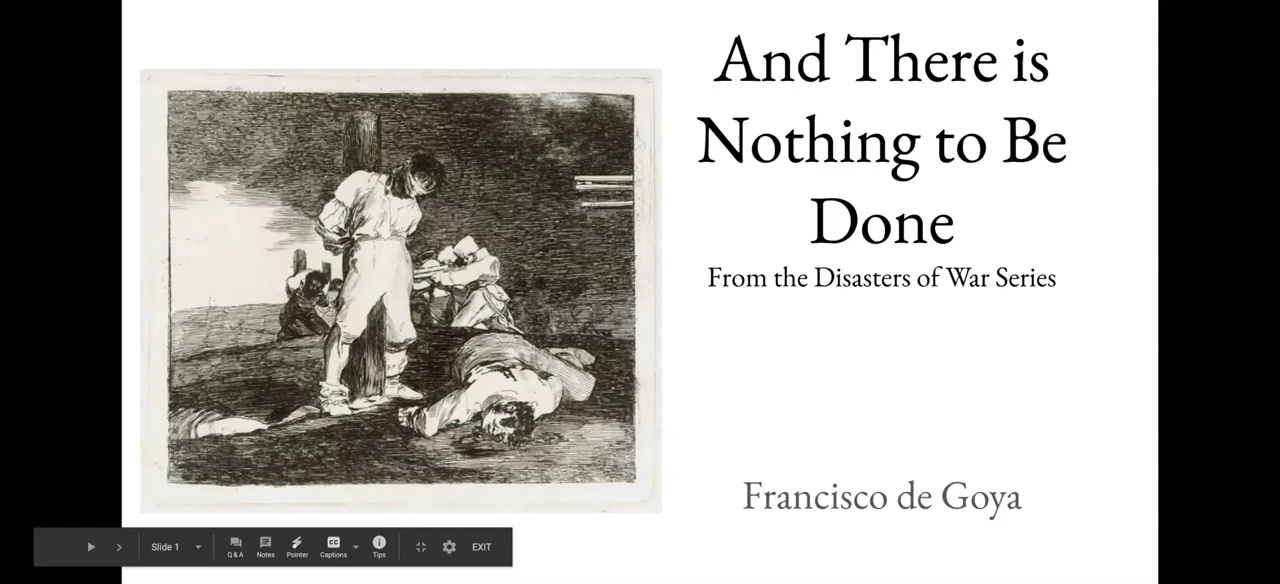 And There is
Nothing to Be
Done
From the Disasters of War Series
Francisco de Goya
Slide 1
Q & A
Notes
Pointer
CC
Captions
Tips
EXIT